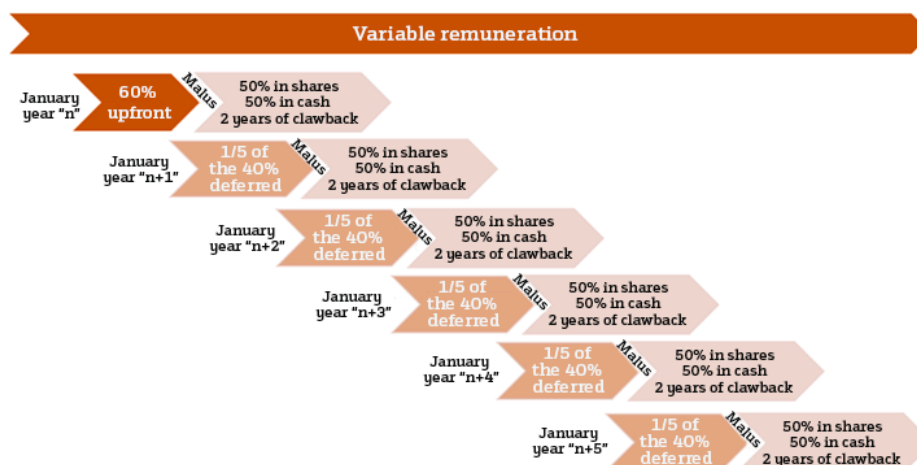 Variable remuneration
January
year "n"
60%
upfront
Malus
50% in shares
50% in cash
2 years of clawback
January
year "n+1"
1/5 of
the 40%
deferred
Malus
50% in shares
50% in cash
2 years of clawback
January
year "n+2"
1/5 of
the 40%
deferred
Malus
50% in shares
50% in cash
2 years of clawback
January
year "n+3"
1/5 of
the 40%
deferred
Malus
50% in shares
50% in cash
2 years of clawback
January
year "n+4"
1/5 of
the 40%
deferred
Malus
50% in shares
50% in cash
2 years of clawback
January
year "n+5"
1/5 of
the 40%
deferred
Malus
50% in shares
50% in cash
2 years of clawback